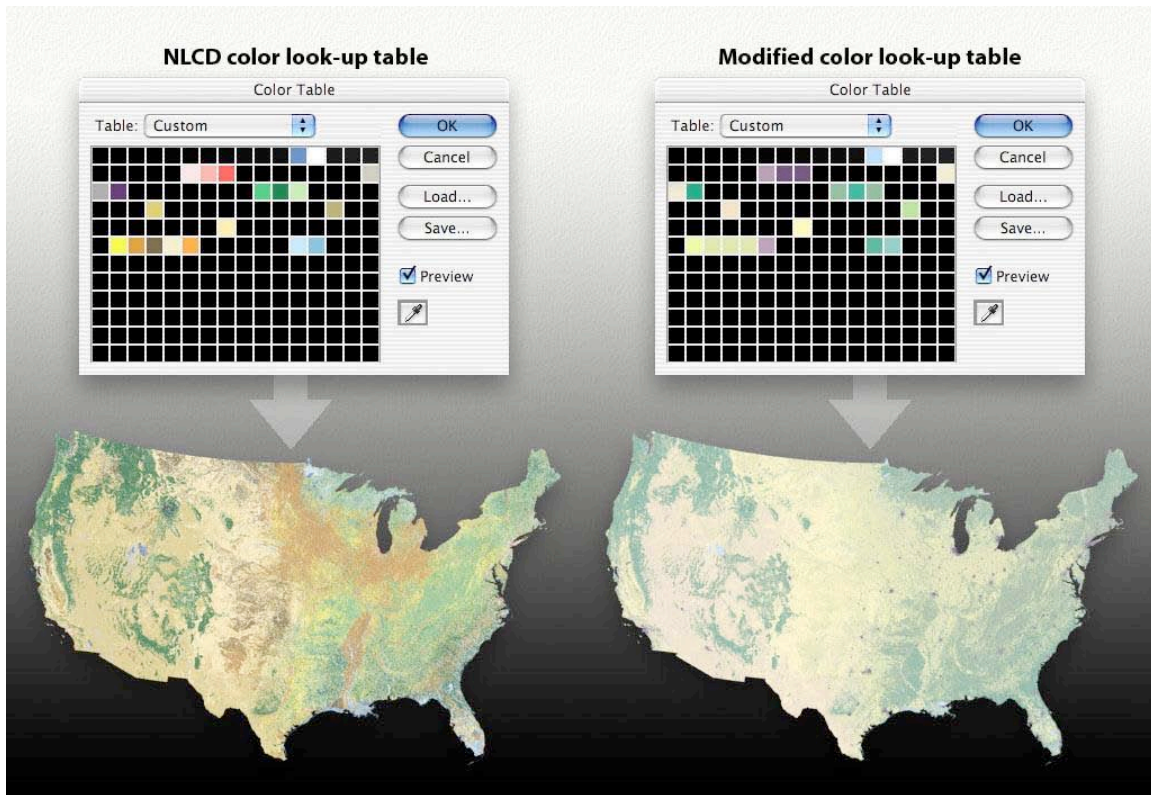 NLCD color look-up table
Color Table
Table: Custom
OK
Cancel
Load...
Save...
Preview
Modified color look-up table
Color Table
Table: Custom
OK
Cancel
Load...
Save...
Preview